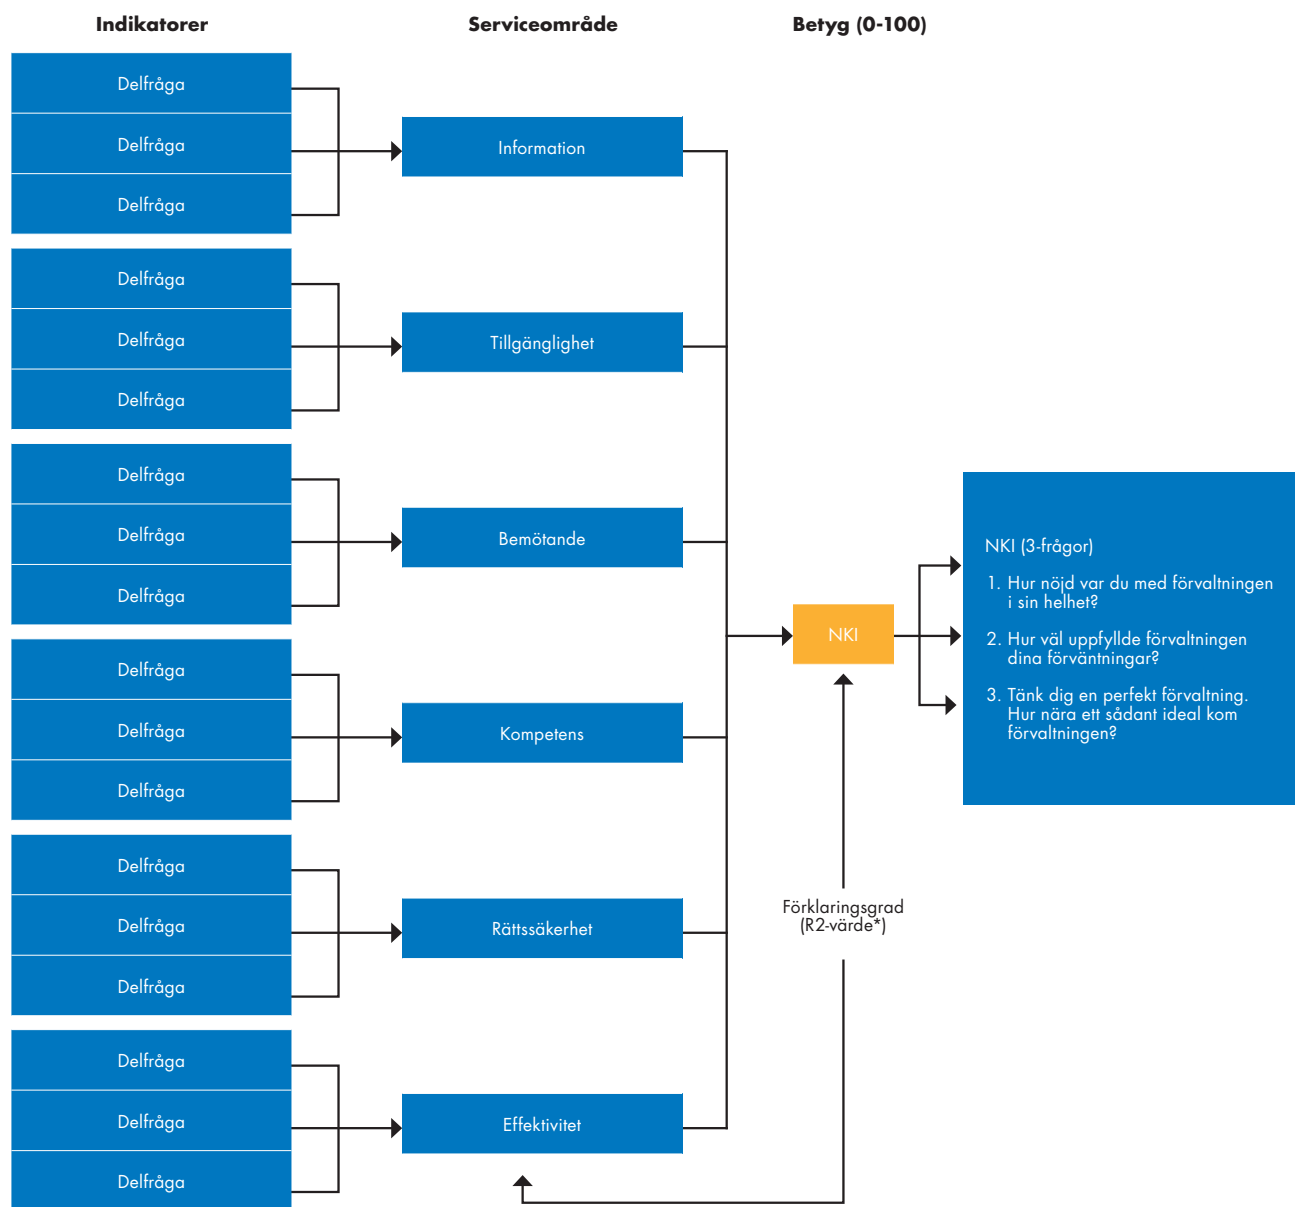 Indikatorer
Serviceområde
Betyg (0-100)
Delfråga
Delfråga
Delfråga
Information
Delfråga
Delfråga
Delfråga
Tillgänglighet
Delfråga
Delfråga
Delfråga
Bemötande
Delfråga
Delfråga
Delfråga
Kompetens
Delfråga
Delfråga
Delfråga
Rättssäkerhet
Delfråga
Delfråga
Delfråga
Effektivitet
NKI
Förklaringsgrad
(R2-värde*)
NKI (3-frågor)
1. Hur nöjd var du med förvaltningen
i sin helhet?
2. Hur väl uppfyllde förvaltningen
dina förväntningar?
3. Tänk dig en perfekt förvaltning.
Hur nära ett sådant ideal kom
förvaltningen?